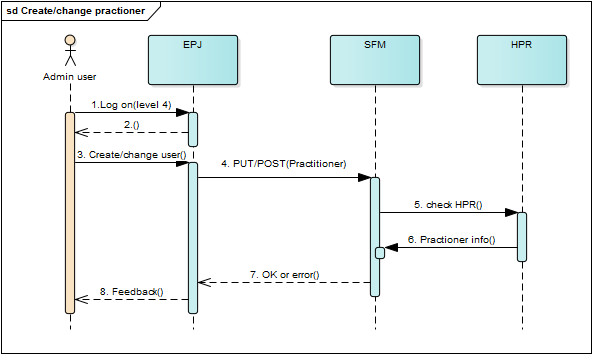 sd Create/change practioner
EPJ
SFM
HPR
Admin user
1.Log on(level 4)
2.()
3. Create/change user()
4. PUT/POST(Practitioner)
5. check HPR()
6. Practioner info()
7. OK or error()
8. Feedback()